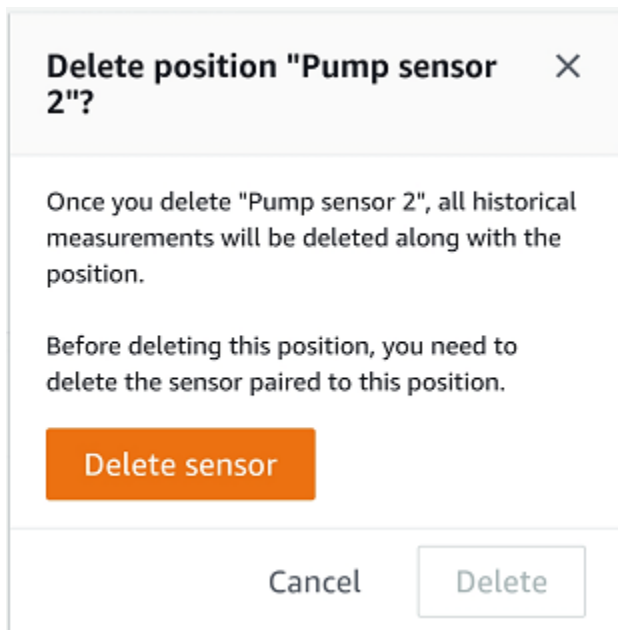 Delete position "Pump sensor
2"?
Once you delete "Pump sensor 2", all historical
measurements will be deleted along with the
position.
Before deleting this position, you need to
delete the sensor paired to this position.
Delete sensor
Cancel
Delete